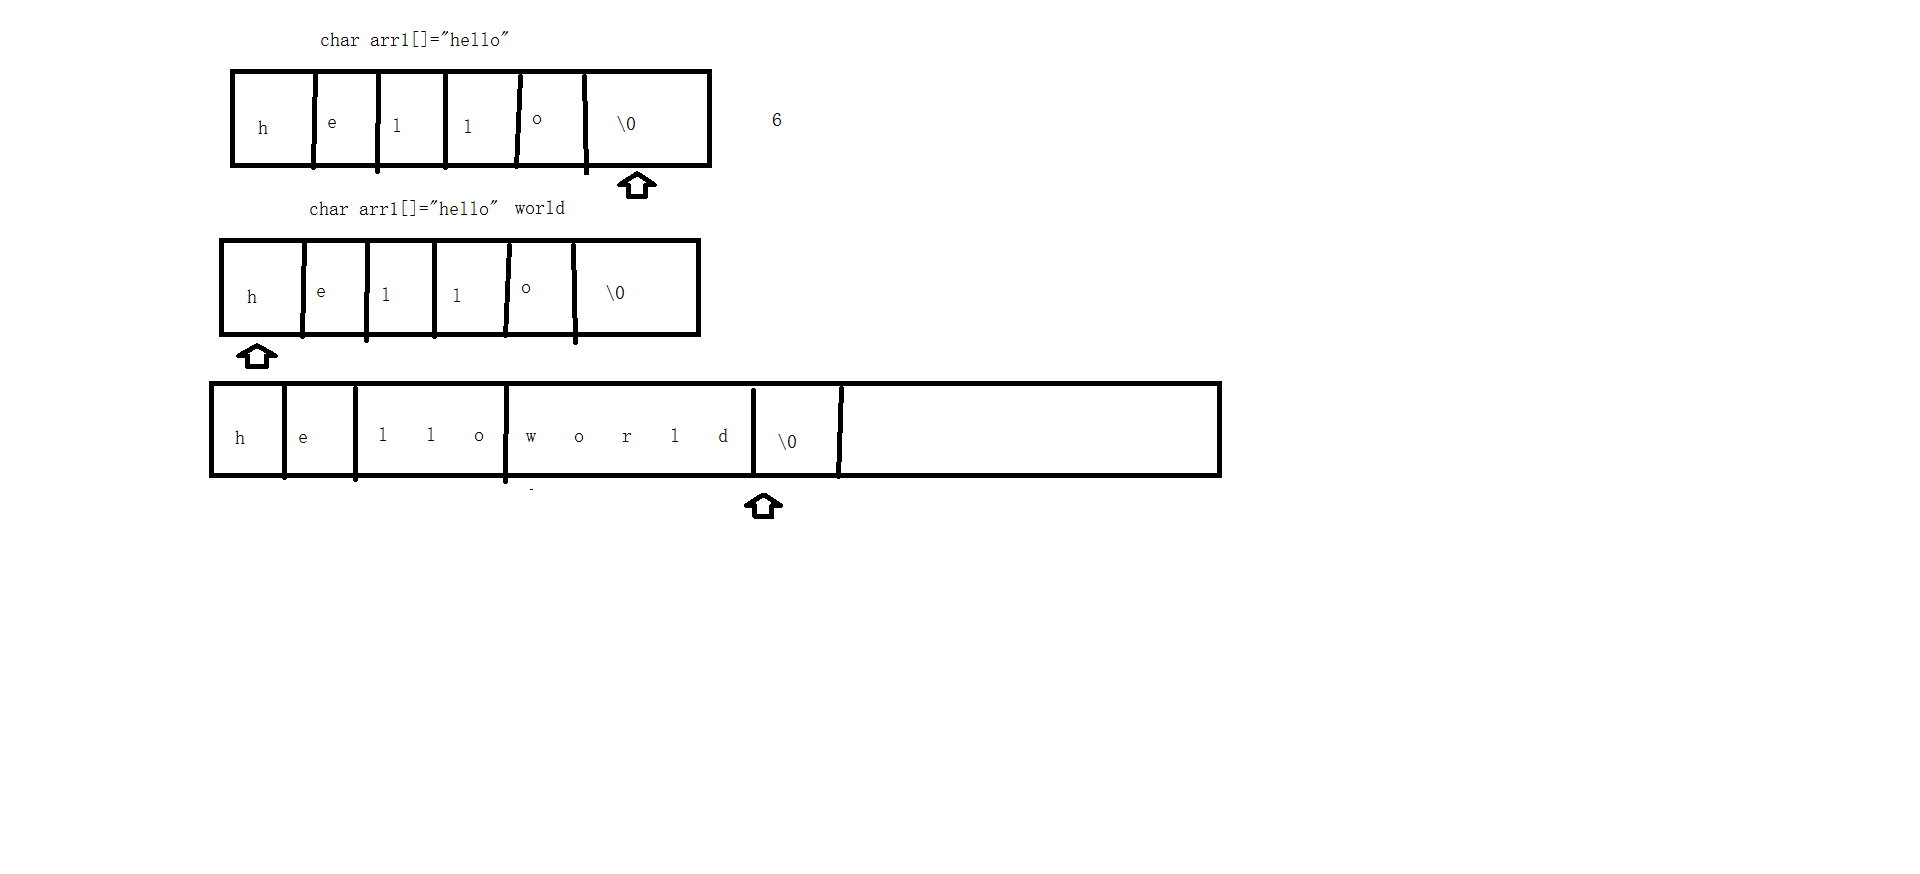 char arr1[]="hello"
h e l l o \0 6
char arr1[]="hello" world
h e l l o \0
h e l l o w o r l d \0